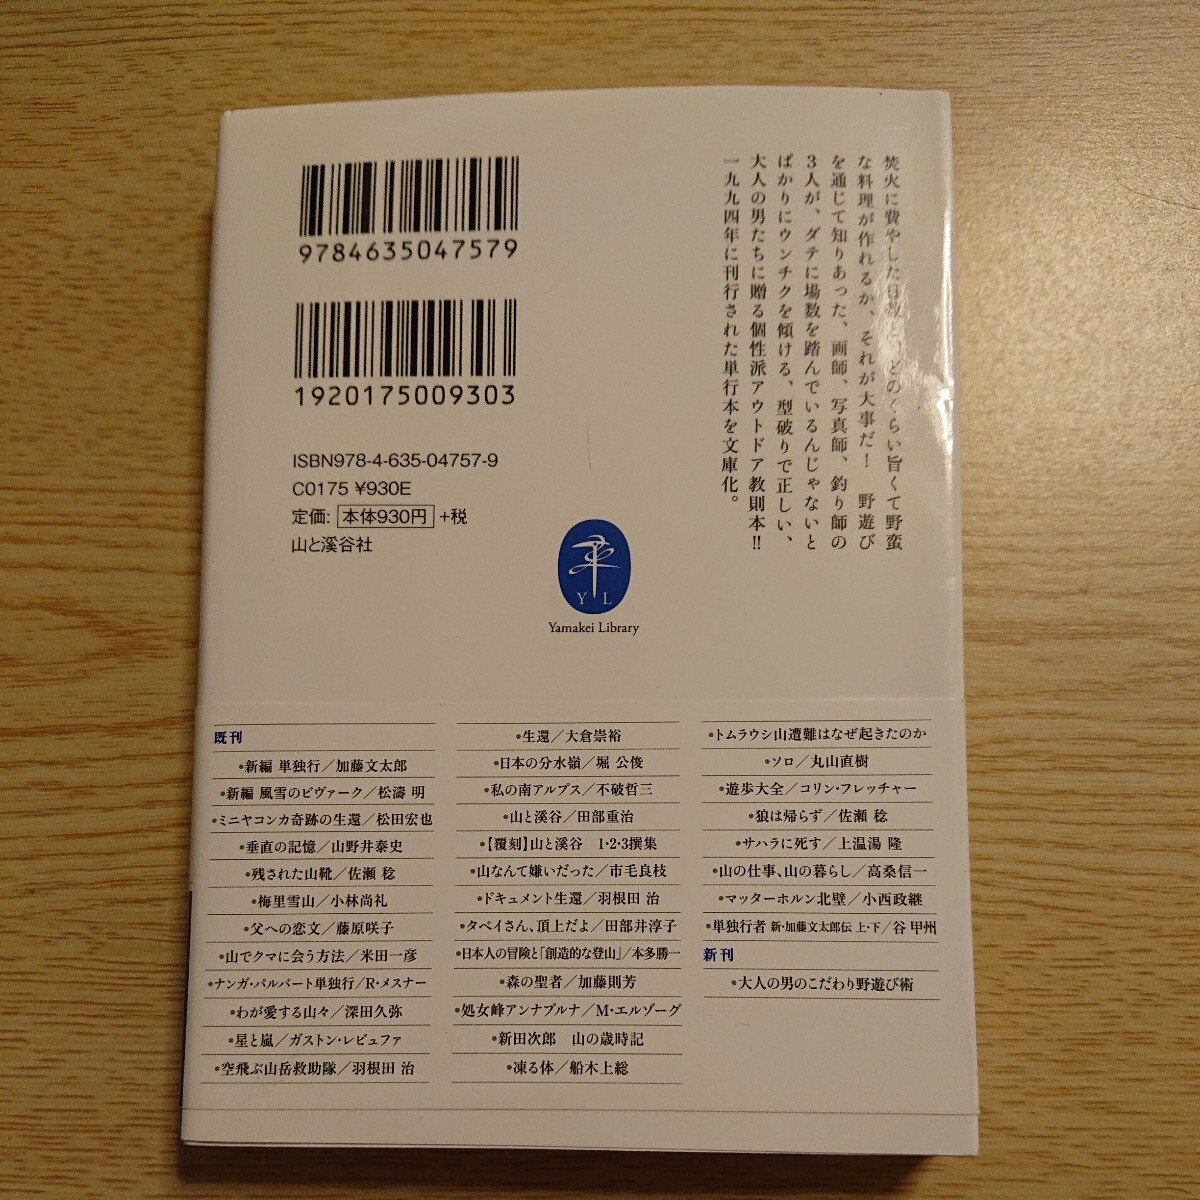 焚火に費やした日数と、どのくらい旨くて野蛮
な料理が作れるか、それが大事だ！　野遊び
を通じて知りあった、画師、写真師、釣り師の
3人が、ダテに場数を踏んでいるんじゃないと
ばかりにウンチクを傾ける、型破りで正しい、
大人の男たちに贈る個性派アウトドア教則本!!
一九九四年に刊行された単行本を文庫化。
9784635047579
1920175009303
ISBN978-4-635-04757-9
C0175 ¥930E
定価: 本体930円 +税
山と溪谷社
Y L
Yamakei Library
既刊
●新編 単独行／加藤文太郎
●新編 風雪のビヴァーク／松濤 明
●ミニヤコンカ奇跡の生還／松田宏也
●垂直の記憶／山野井泰史
●残された山靴／佐瀬 稔
●梅里雪山／小林尚礼
●父への恋文／藤原咲子
●山でクマに会う方法／米田一彦
●ナンガ・パルバート単独行／R・メスナー
●わが愛する山々／深田久弥
●星と嵐／ガストン・レビュファ
●空飛ぶ山岳救助隊／羽根田 治
●生還／大倉崇裕
●日本の分水嶺／堀 公俊
●私の南アルプス／不破哲三
●山と溪谷／田部重治
●【覆刻】山と溪谷　1・2・3撰集
●山なんて嫌いだった／市毛良枝
●ドキュメント生還／羽根田 治
●タベイさん、頂上だよ／田部井淳子
●日本人の冒険と「創造的な登山」／本多勝一
●森の聖者／加藤則芳
●処女峰アンナプルナ／M・エルゾーグ
●新田次郎　山の歳時記
●凍る体／船木上総
●トムラウシ山遭難はなぜ起きたのか
●ソロ／丸山直樹
●遊歩大全／コリン・フレッチャー
●狼は帰らず／佐瀬 稔
●サハラに死す／上温湯 隆
●山の仕事、山の暮らし／高桑信一
●マッターホルン北壁／小西政継
●単独行者 新・加藤文太郎伝 上・下／谷 甲州
新刊
●大人の男のこだわり野遊び術